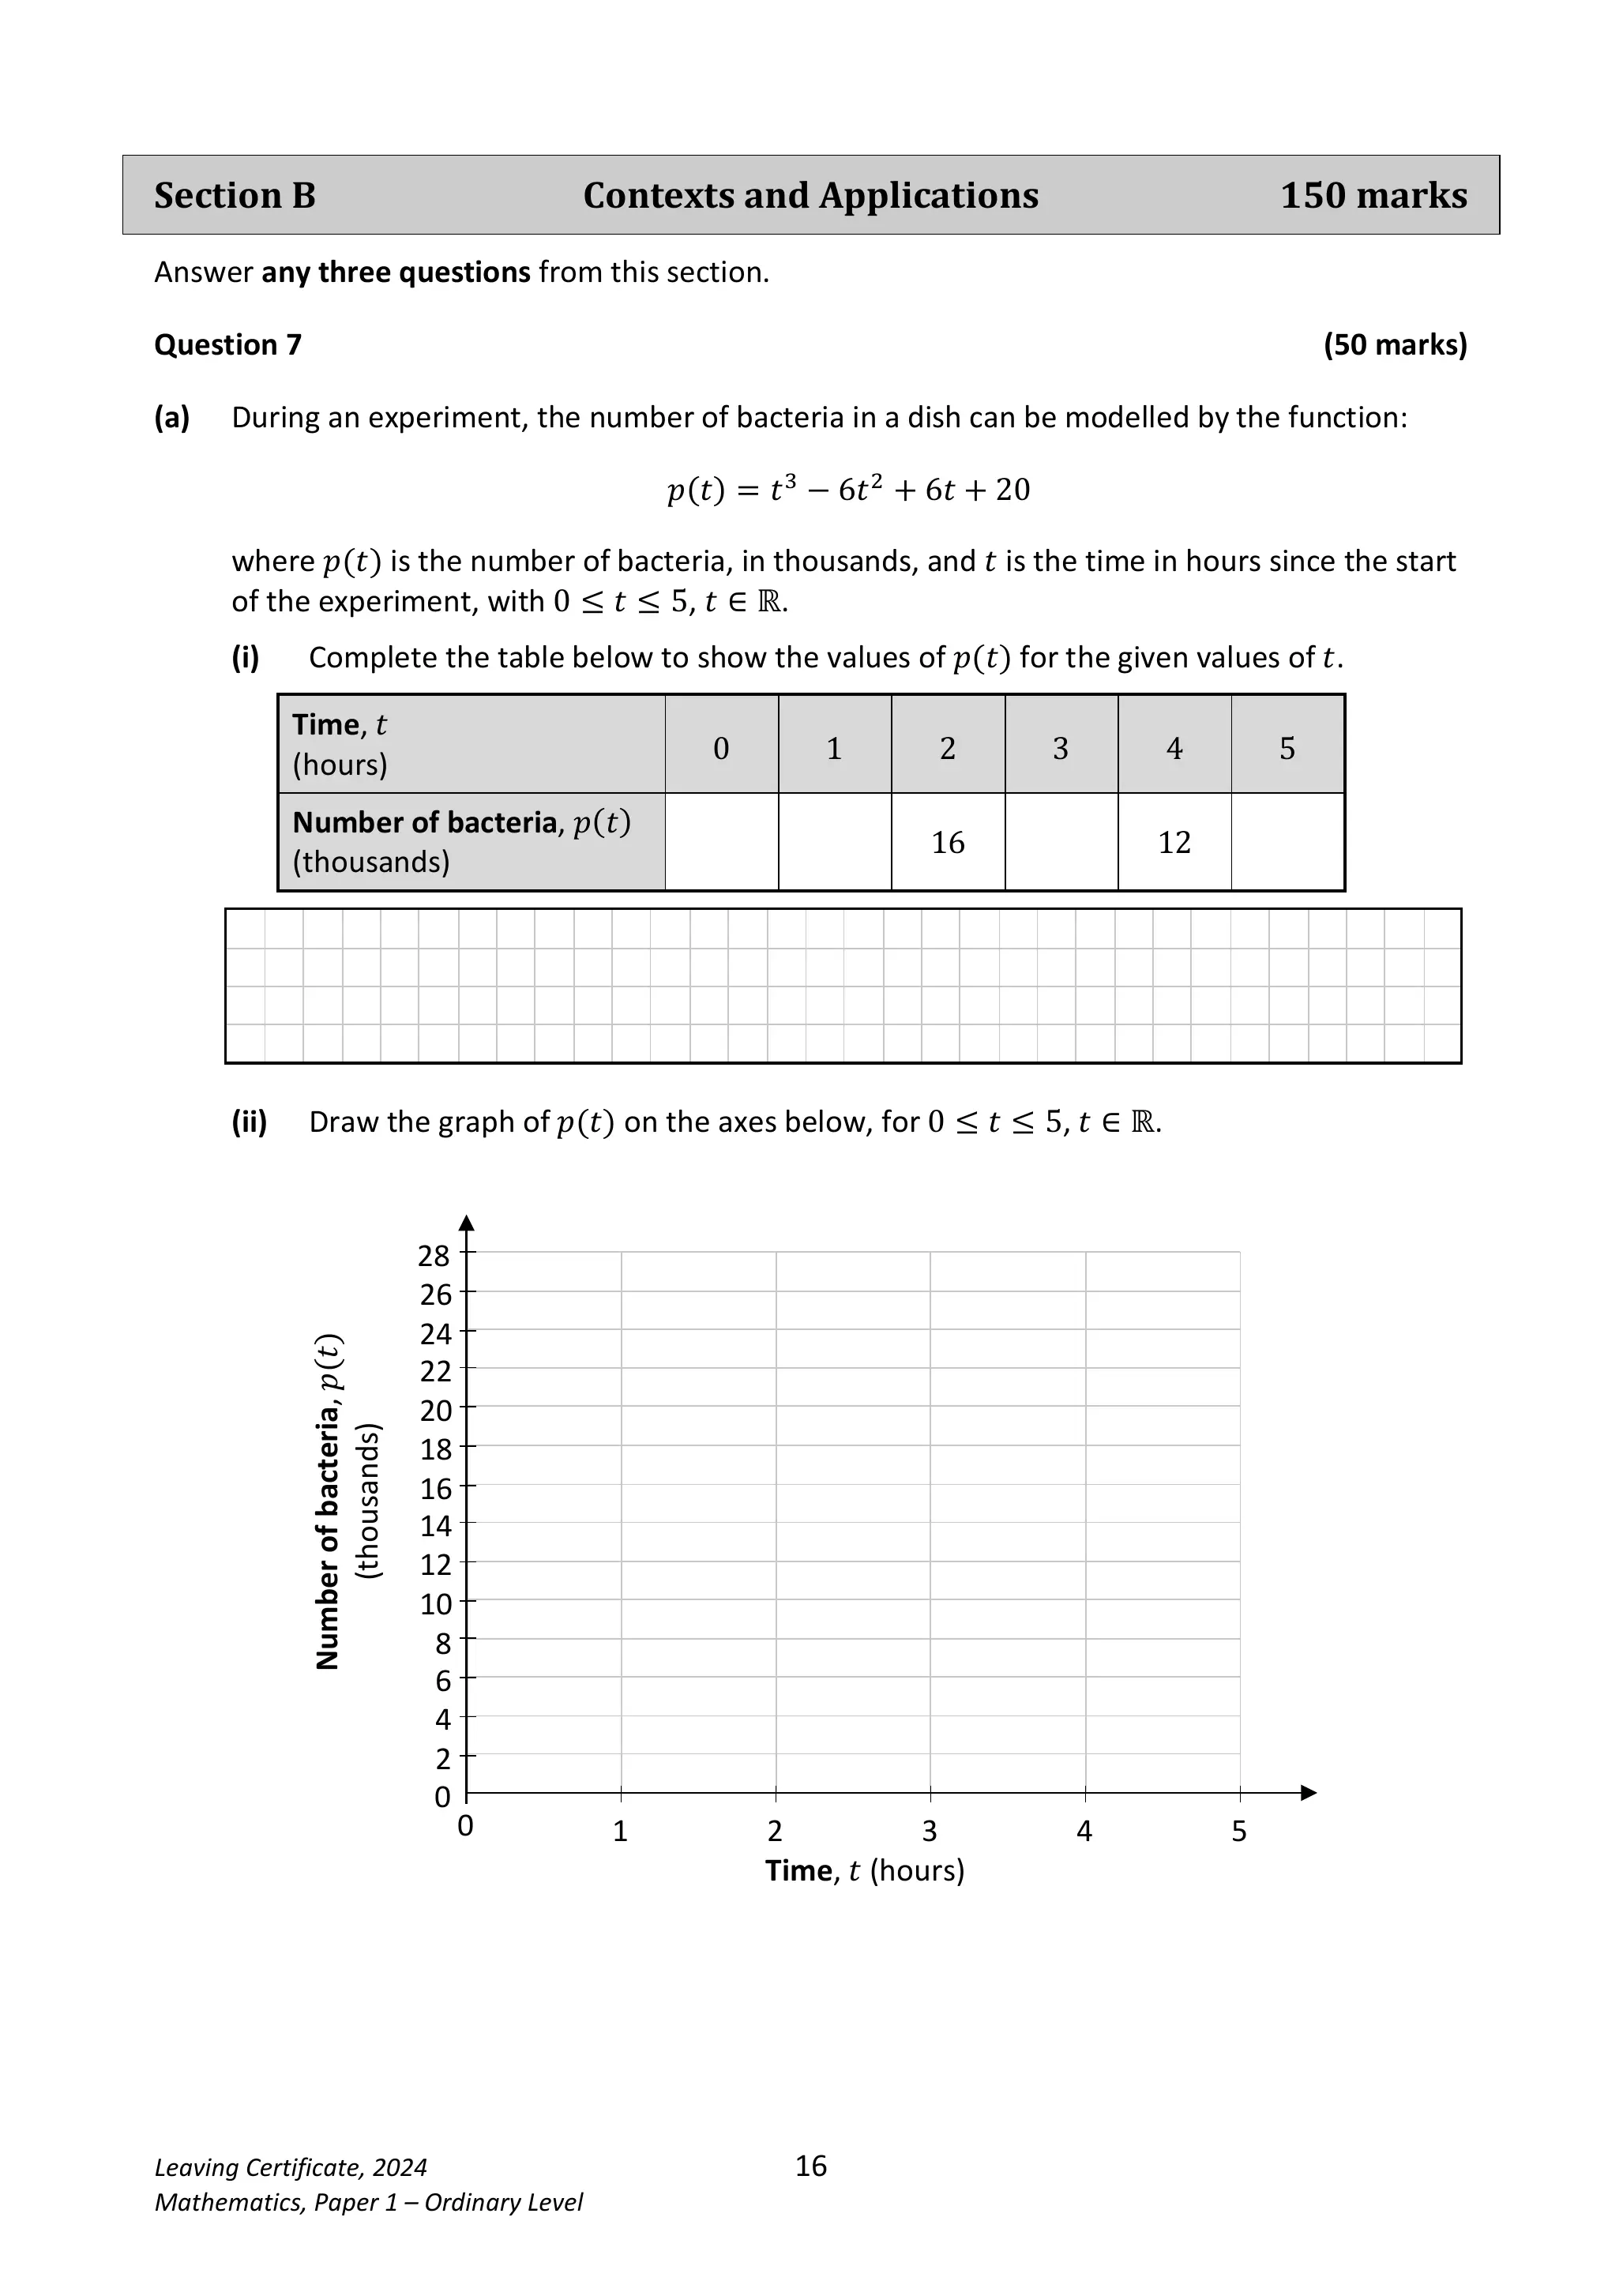 Section B Contexts and Applications 150 marks
Answer any three questions from this section.
Question 7 (50 marks)
(a) During an experiment, the number of bacteria in a dish can be modelled by the function:
𝑝(𝑡) = 𝑡³ − 6𝑡² + 6𝑡 + 20
where 𝑝(𝑡) is the number of bacteria, in thousands, and 𝑡 is the time in hours since the start
of the experiment, with 0 ≤ 𝑡 ≤ 5, 𝑡 ∈ ℝ.
(i) Complete the table below to show the values of 𝑝(𝑡) for the given values of 𝑡.
Time, 𝑡
(hours)
0 1 2 3 4 5
Number of bacteria, 𝑝(𝑡)
(thousands)
16 12
(ii) Draw the graph of 𝑝(𝑡) on the axes below, for 0 ≤ 𝑡 ≤ 5, 𝑡 ∈ ℝ.
Number of bacteria, 𝑝(𝑡)
(thousands)
28
26
24
22
20
18
16
14
12
10
8
6
4
2
0
0 1 2 3 4 5
Time, 𝑡 (hours)
Leaving Certificate, 2024 16
Mathematics, Paper 1 – Ordinary Level